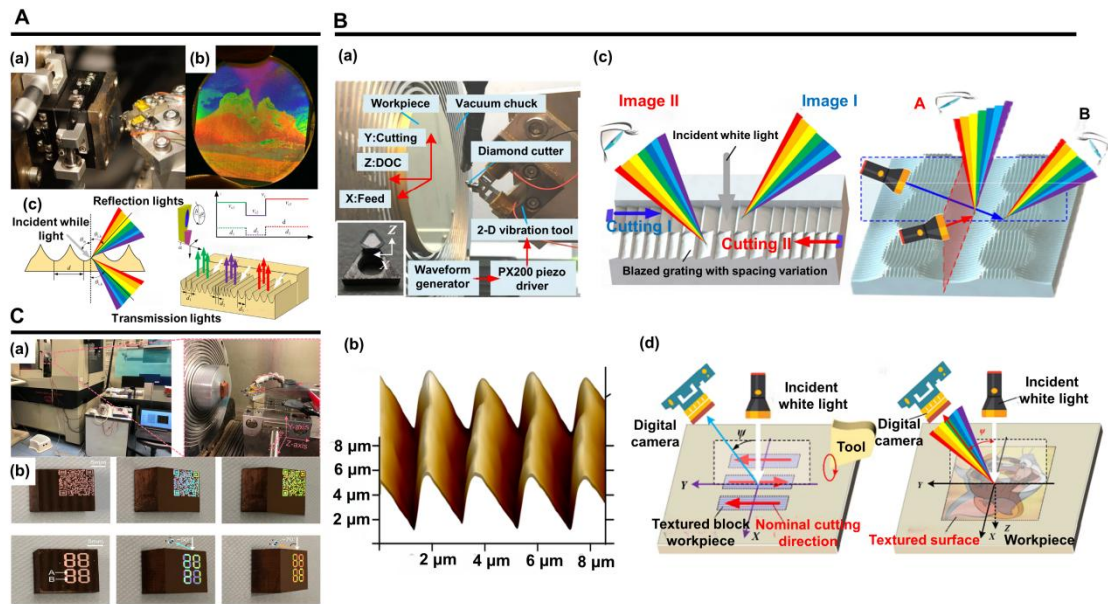 A
(a)
(b)
(c)
Reflection lights
Incident while
light
d
Transmission lights
B
(a)
Workpiece
Vacuum chuck
Y:Cutting
Z:DOC
Diamond cutter
X:Feed
2-D vibration tool
Z
Waveform
generator
PX200 piezo
driver
(c)
Image II
Image I
Incident white light
Cutting I
Cutting II
Blazed grating with spacing variation
A
B
C
(a)
Y-axis
Z-axis
(b)
A
B
(b)
8 μm
6 μm
4 μm
2 μm
2 μm
4 μm
6 μm
8 μm
(d)
Incident
white light
Digital
camera
ψ
Tool
Y
X
Textured block
workpiece
Nominal cutting
direction
Incident
white light
Digital
camera
ψ
Y
X
Z
Textured surface
Workpiece